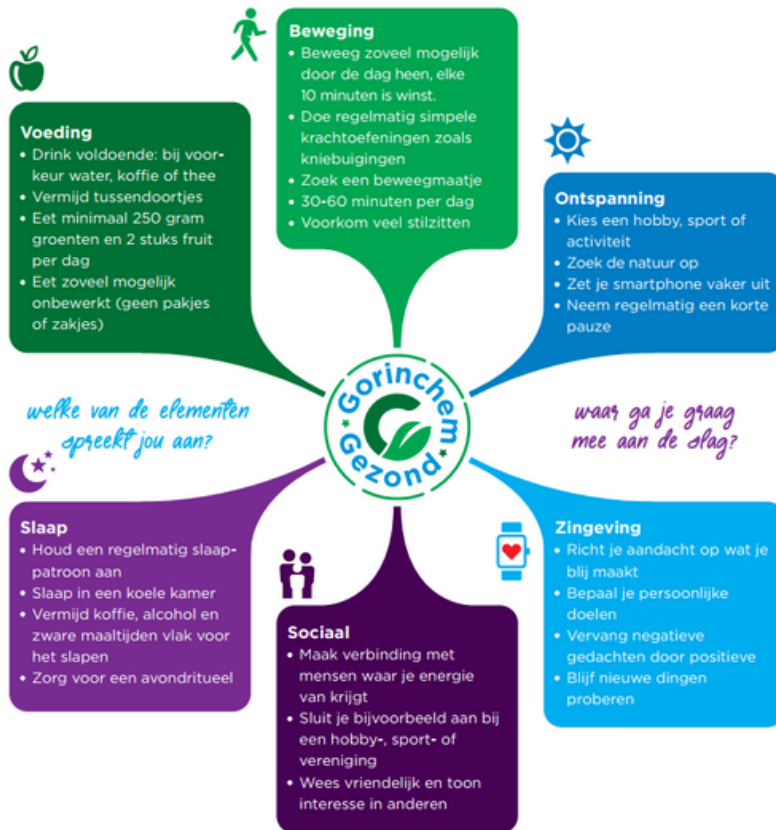 Beweging
• Beweeg zoveel mogelijk
door de dag heen, elke
10 minuten is winst.
• Doe regelmatig simpele
krachtoefeningen zoals
kniebuigingen
• Zoek een beweegmaatje
• 30-60 minuten per dag
• Voorkom veel stilzitten
Voeding
• Drink voldoende: bij voor-
keur water, koffie of thee
• Vermijd tussendoortjes
• Eet minimaal 250 gram
groenten en 2 stuks fruit
per dag
• Eet zoveel mogelijk
onbewerkt (geen pakjes
of zakjes)
Ontspanning
• Kies een hobby, sport of
activiteit
• Zoek de natuur op
• Zet je smartphone vaker uit
• Neem regelmatig een korte
pauze
welke van de elementen
spreekt jou aan?
Gorinchem
Gezond
waar ga je graag
mee aan de slag?
Slaap
• Houd een regelmatig slaap-
patroon aan
• Slaap in een koele kamer
• Vermijd koffie, alcohol en
zware maaltijden vlak voor
het slapen
• Zorg voor een avondritueel
Sociaal
• Maak verbinding met
mensen waar je energie
van krijgt
• Sluit je bijvoorbeeld aan bij
een hobby-, sport- of
vereniging
• Wees vriendelijk en toon
interesse in anderen
Zingeving
• Richt je aandacht op wat je
blij maakt
• Bepaal je persoonlijke
doelen
• Vervang negatieve
gedachten door positieve
• Blijf nieuwe dingen
proberen